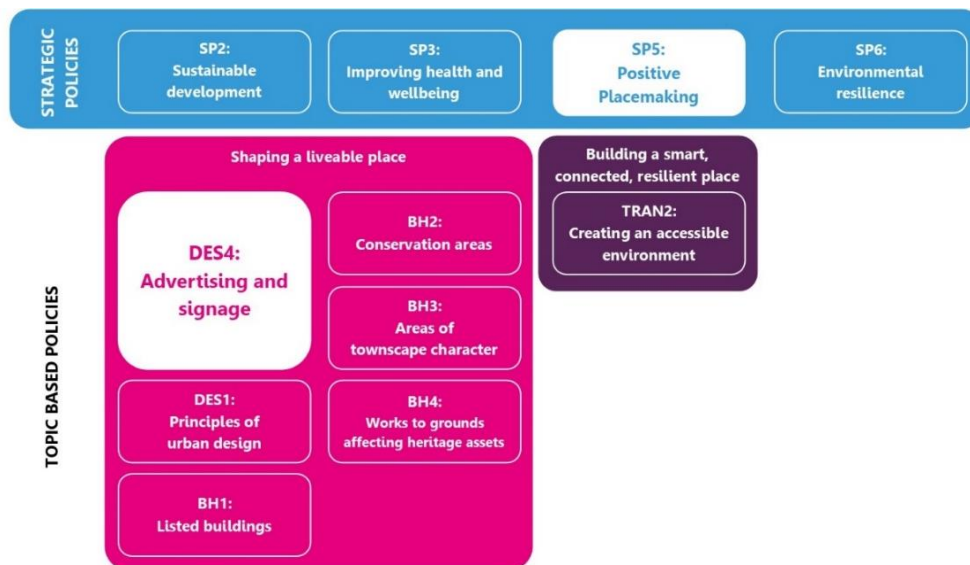 STRATEGIC
POLICIES
SP2:
Sustainable
development
SP3:
Improving health and
wellbeing
SP5:
Positive
Placemaking
SP6:
Environmental
resilience
TOPIC BASED POLICIES
Shaping a liveable place
DES4:
Advertising and
signage
BH2:
Conservation areas
BH3:
Areas of
townscape character
DES1:
Principles of
urban design
BH4:
Works to grounds
affecting heritage assets
BH1:
Listed buildings
Building a smart,
connected, resilient place
TRAN2:
Creating an accessible
environment